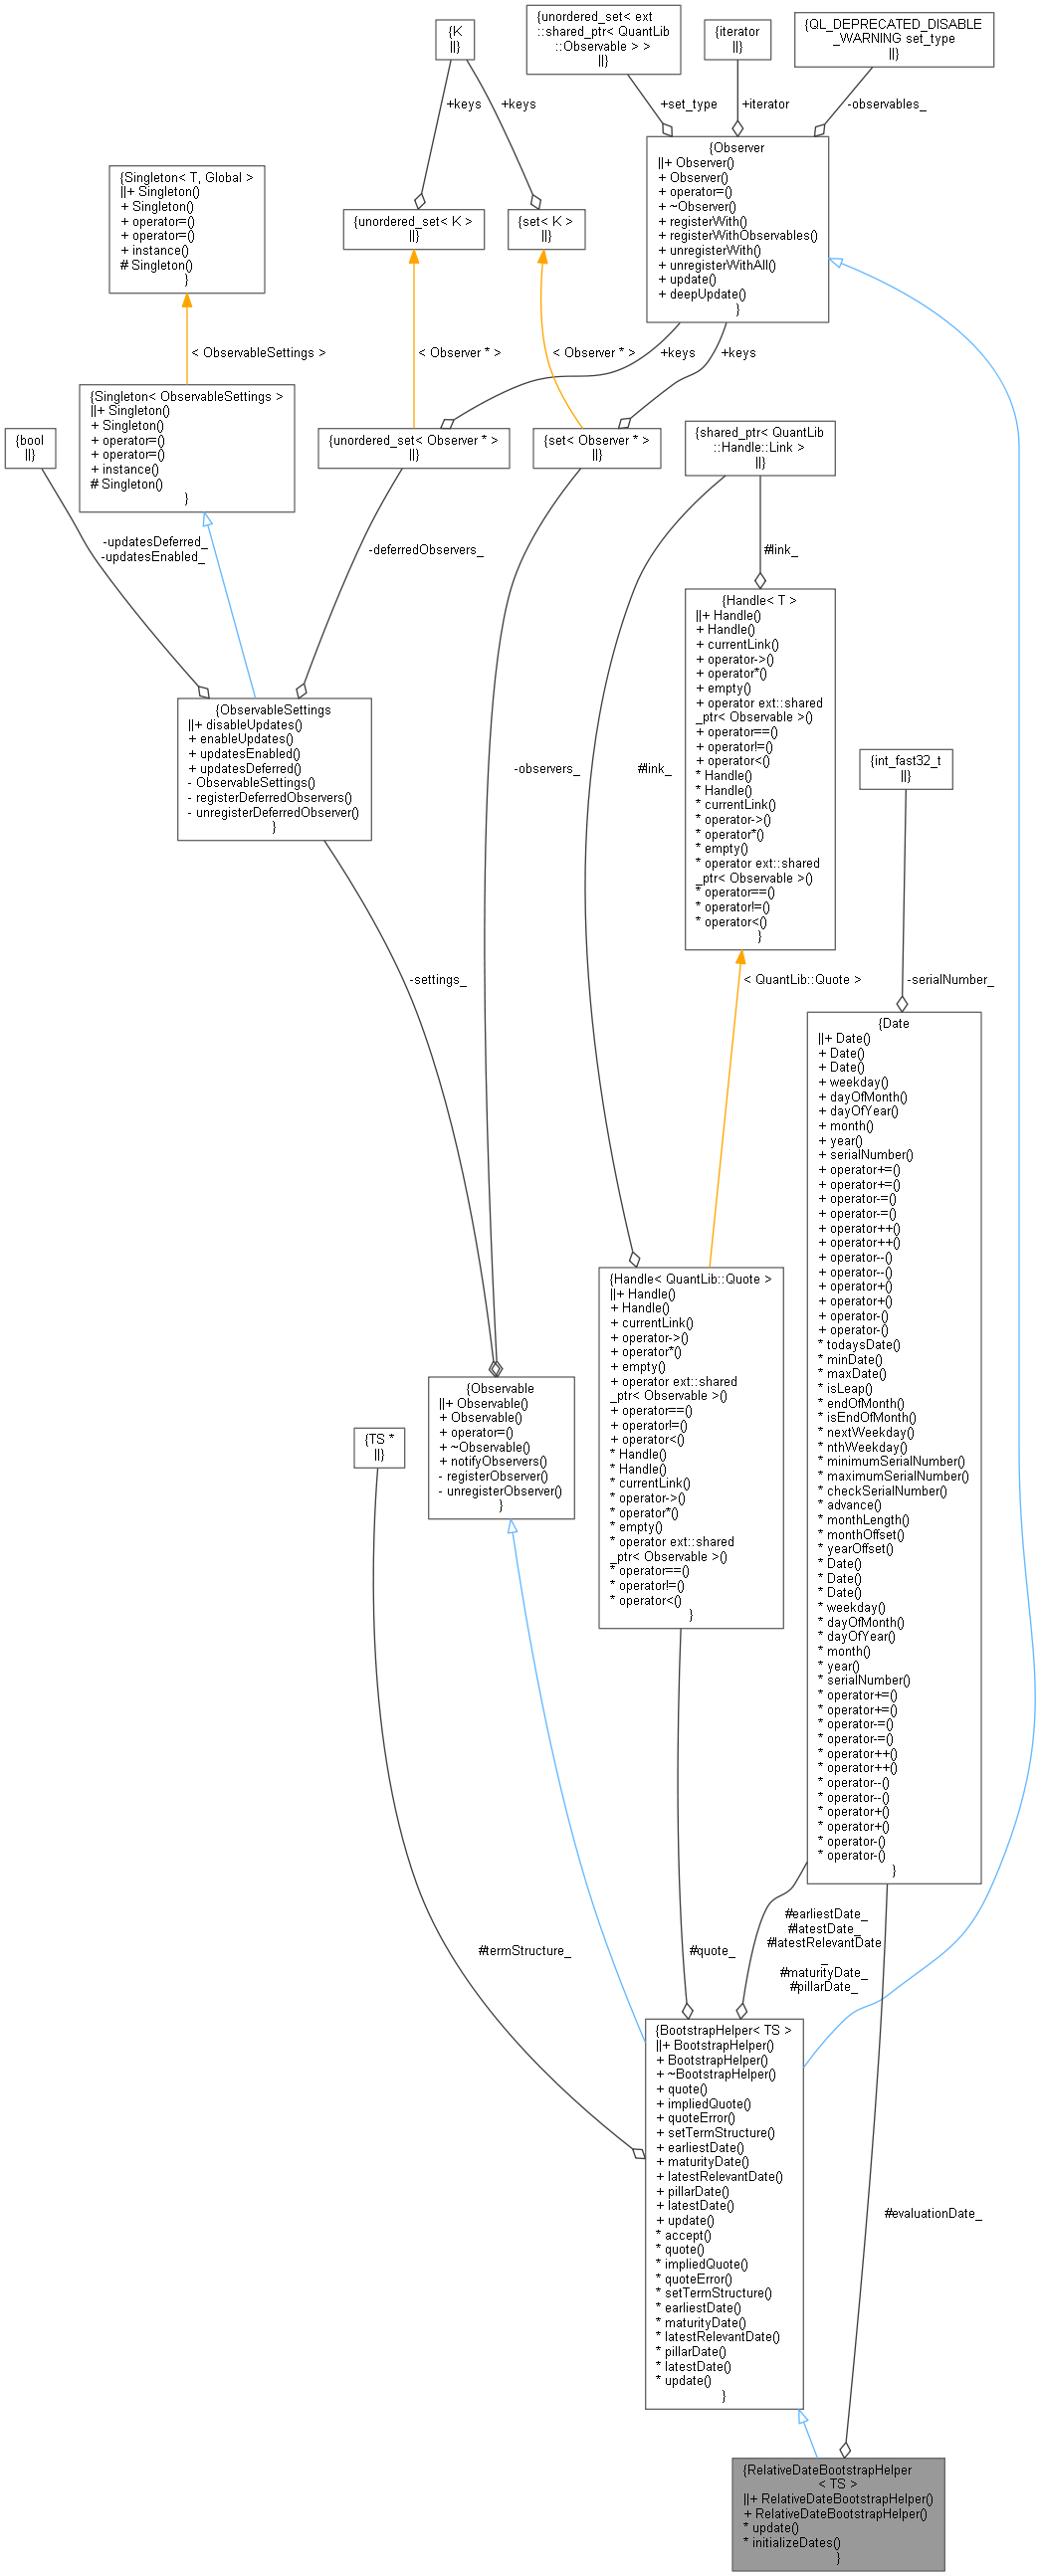 {K
||}
{unordered_set< ext
::shared_ptr< QuantLib
::Observable > >
||}
{iterator
||}
{QL_DEPRECATED_DISABLE
_WARNING set_type
||}
+keys
+keys
+set_type
+iterator
-observables_
{Singleton< T, Global >
||+ Singleton()
+ Singleton()
+ operator=()
+ operator=()
+ instance()
# Singleton()
}
{unordered_set< K >
||}
{set< K >
||}
{Observer
||+ Observer()
+ Observer()
+ operator=()
+ ~Observer()
+ registerWith()
+ registerWithObservables()
+ unregisterWith()
+ unregisterWithAll()
+ update()
+ deepUpdate()
}
< ObservableSettings >
< Observer * >
< Observer * >
+keys
+keys
{bool
||}
{Singleton< ObservableSettings >
||+ Singleton()
+ Singleton()
+ operator=()
+ operator=()
+ instance()
# Singleton()
}
{unordered_set< Observer * >
||}
{set< Observer * >
||}
{shared_ptr< QuantLib
::Handle::Link >
||}
-updatesDeferred_
-updatesEnabled_
-deferredObservers_
#link_
{Handle< T >
||+ Handle()
+ Handle()
+ currentLink()
+ operator->()
+ operator*()
+ empty()
+ operator ext::shared
_ptr< Observable >()
+ operator==()
+ operator!=()
+ operator<()
* Handle()
* Handle()
* currentLink()
* operator->()
* operator*()
* empty()
* operator ext::shared
_ptr< Observable >()
* operator==()
* operator!=()
* operator<()
}
{ObservableSettings
||+ disableUpdates()
+ enableUpdates()
+ updatesEnabled()
+ updatesDeferred()
- ObservableSettings()
- registerDeferredObservers()
- unregisterDeferredObserver()
}
-observers_
#link_
{int_fast32_t
||}
-settings_
< QuantLib::Quote >
-serialNumber_
{Date
||+ Date()
+ Date()
+ Date()
+ weekday()
+ dayOfMonth()
+ dayOfYear()
+ month()
+ year()
+ serialNumber()
+ operator+=()
+ operator+=()
+ operator-=()
+ operator-=()
+ operator++()
+ operator++()
+ operator--()
+ operator--()
+ operator+()
+ operator+()
+ operator-()
+ operator-()
* todaysDate()
* minDate()
* maxDate()
* isLeap()
* endOfMonth()
* isEndOfMonth()
* nextWeekday()
* nthWeekday()
* minimumSerialNumber()
* maximumSerialNumber()
* checkSerialNumber()
* advance()
* monthLength()
* monthOffset()
* yearOffset()
* Date()
* Date()
* Date()
* weekday()
* dayOfMonth()
* dayOfYear()
* month()
* year()
* serialNumber()
* operator+=()
* operator+=()
* operator-=()
* operator-=()
* operator++()
* operator++()
* operator--()
* operator--()
* operator+()
* operator+()
* operator-()
* operator-()
}
{Handle< QuantLib::Quote >
||+ Handle()
+ Handle()
+ currentLink()
+ operator->()
+ operator*()
+ empty()
+ operator ext::shared
_ptr< Observable >()
+ operator==()
+ operator!=()
+ operator<()
* Handle()
* Handle()
* currentLink()
* operator->()
* operator*()
* empty()
* operator ext::shared
_ptr< Observable >()
* operator==()
* operator!=()
* operator<()
}
{Observable
||+ Observable()
+ Observable()
+ operator=()
+ ~Observable()
+ notifyObservers()
- registerObserver()
- unregisterObserver()
}
{TS *
||}
#termStructure_
#quote_
#earliestDate_
#latestDate_
#latestRelevantDate
_
#maturityDate_
#pillarDate_
{BootstrapHelper< TS >
||+ BootstrapHelper()
+ BootstrapHelper()
+ ~BootstrapHelper()
+ quote()
+ impliedQuote()
+ quoteError()
+ setTermStructure()
+ earliestDate()
+ maturityDate()
+ latestRelevantDate()
+ pillarDate()
+ latestDate()
+ update()
* accept()
* quote()
* impliedQuote()
* quoteError()
* setTermStructure()
* earliestDate()
* maturityDate()
* latestRelevantDate()
* pillarDate()
* latestDate()
* update()
}
#evaluationDate_
{RelativeDateBootstrapHelper
< TS >
||+ RelativeDateBootstrapHelper()
+ RelativeDateBootstrapHelper()
* update()
* initializeDates()
}